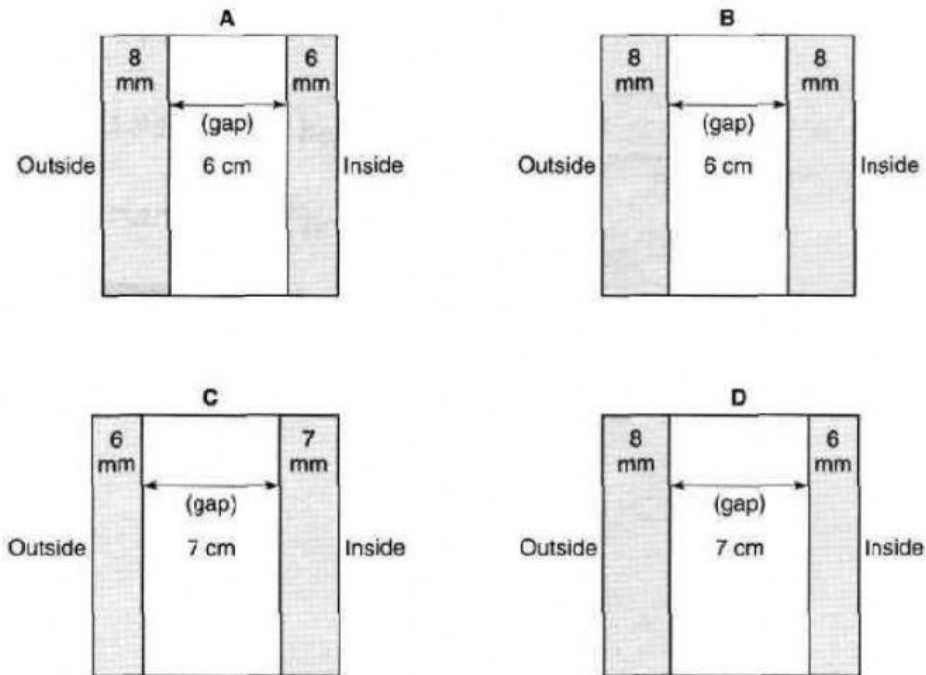 A
8
mm
6
mm
(gap)
Outside
6 cm
Inside
B
8
mm
8
mm
(gap)
Outside
6 cm
Inside
C
6
mm
7
mm
(gap)
Outside
7 cm
Inside
D
8
mm
6
mm
(gap)
Outside
7 cm
Inside